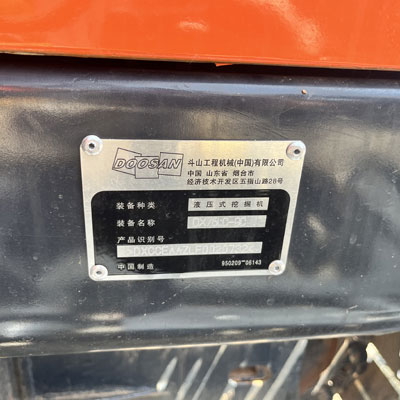 DOOSAN
斗山工程机械(中国)有限公司
中国 山东省 烟台市
经济技术开发区五指山路28号
装备种类 液压式挖掘机
装备名称
产品识别号
中国制造 950209-06143